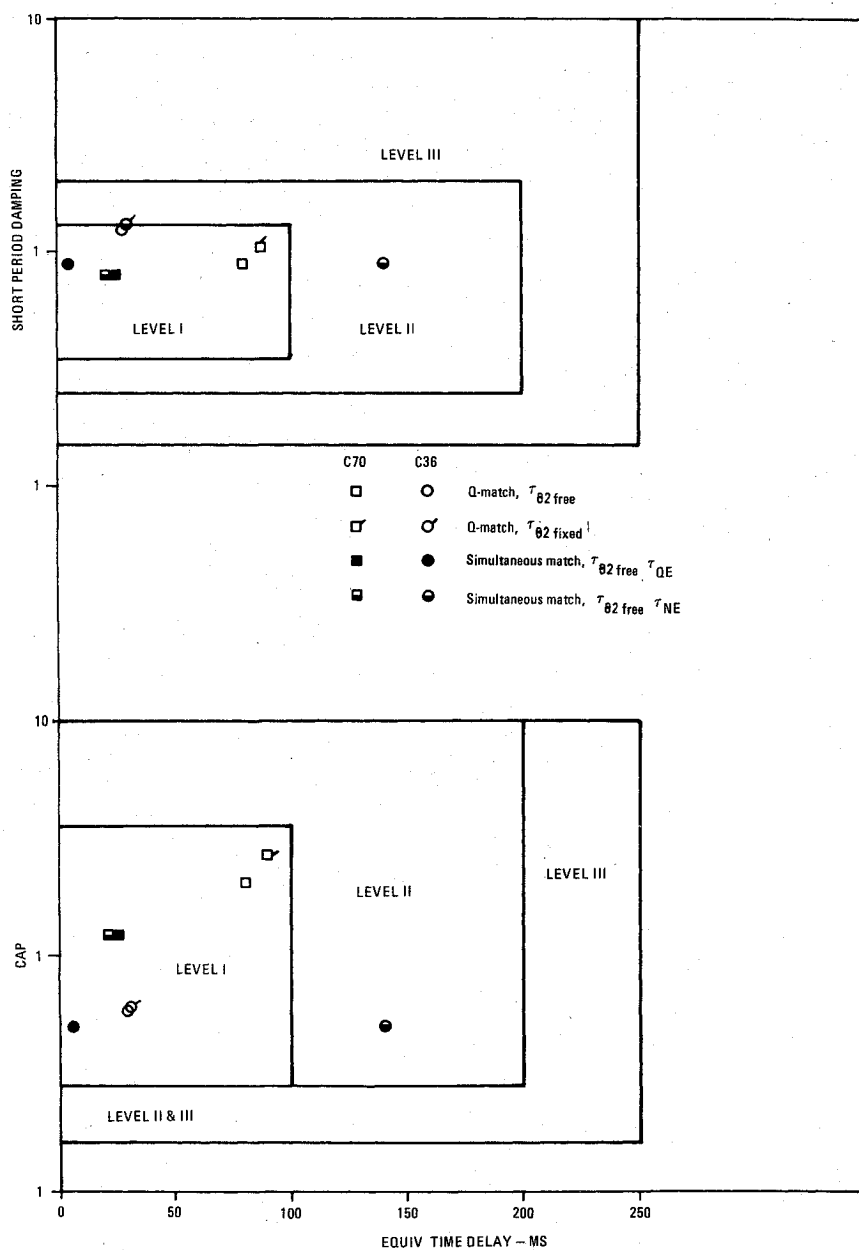 10
LEVEL III
SHORT PERIOD DAMPING
1
LEVEL I
LEVEL II
C70 C36
1
Q-match, τθ2 free
Q-match, τθ2 fixed
Simultaneous match, τθ2 free τQE
Simultaneous match, τθ2 free τNE
10
LEVEL III
LEVEL II
CAP
1
LEVEL I
LEVEL II & III
1
0 50 100 150 200 250
EQUIV TIME DELAY – MS